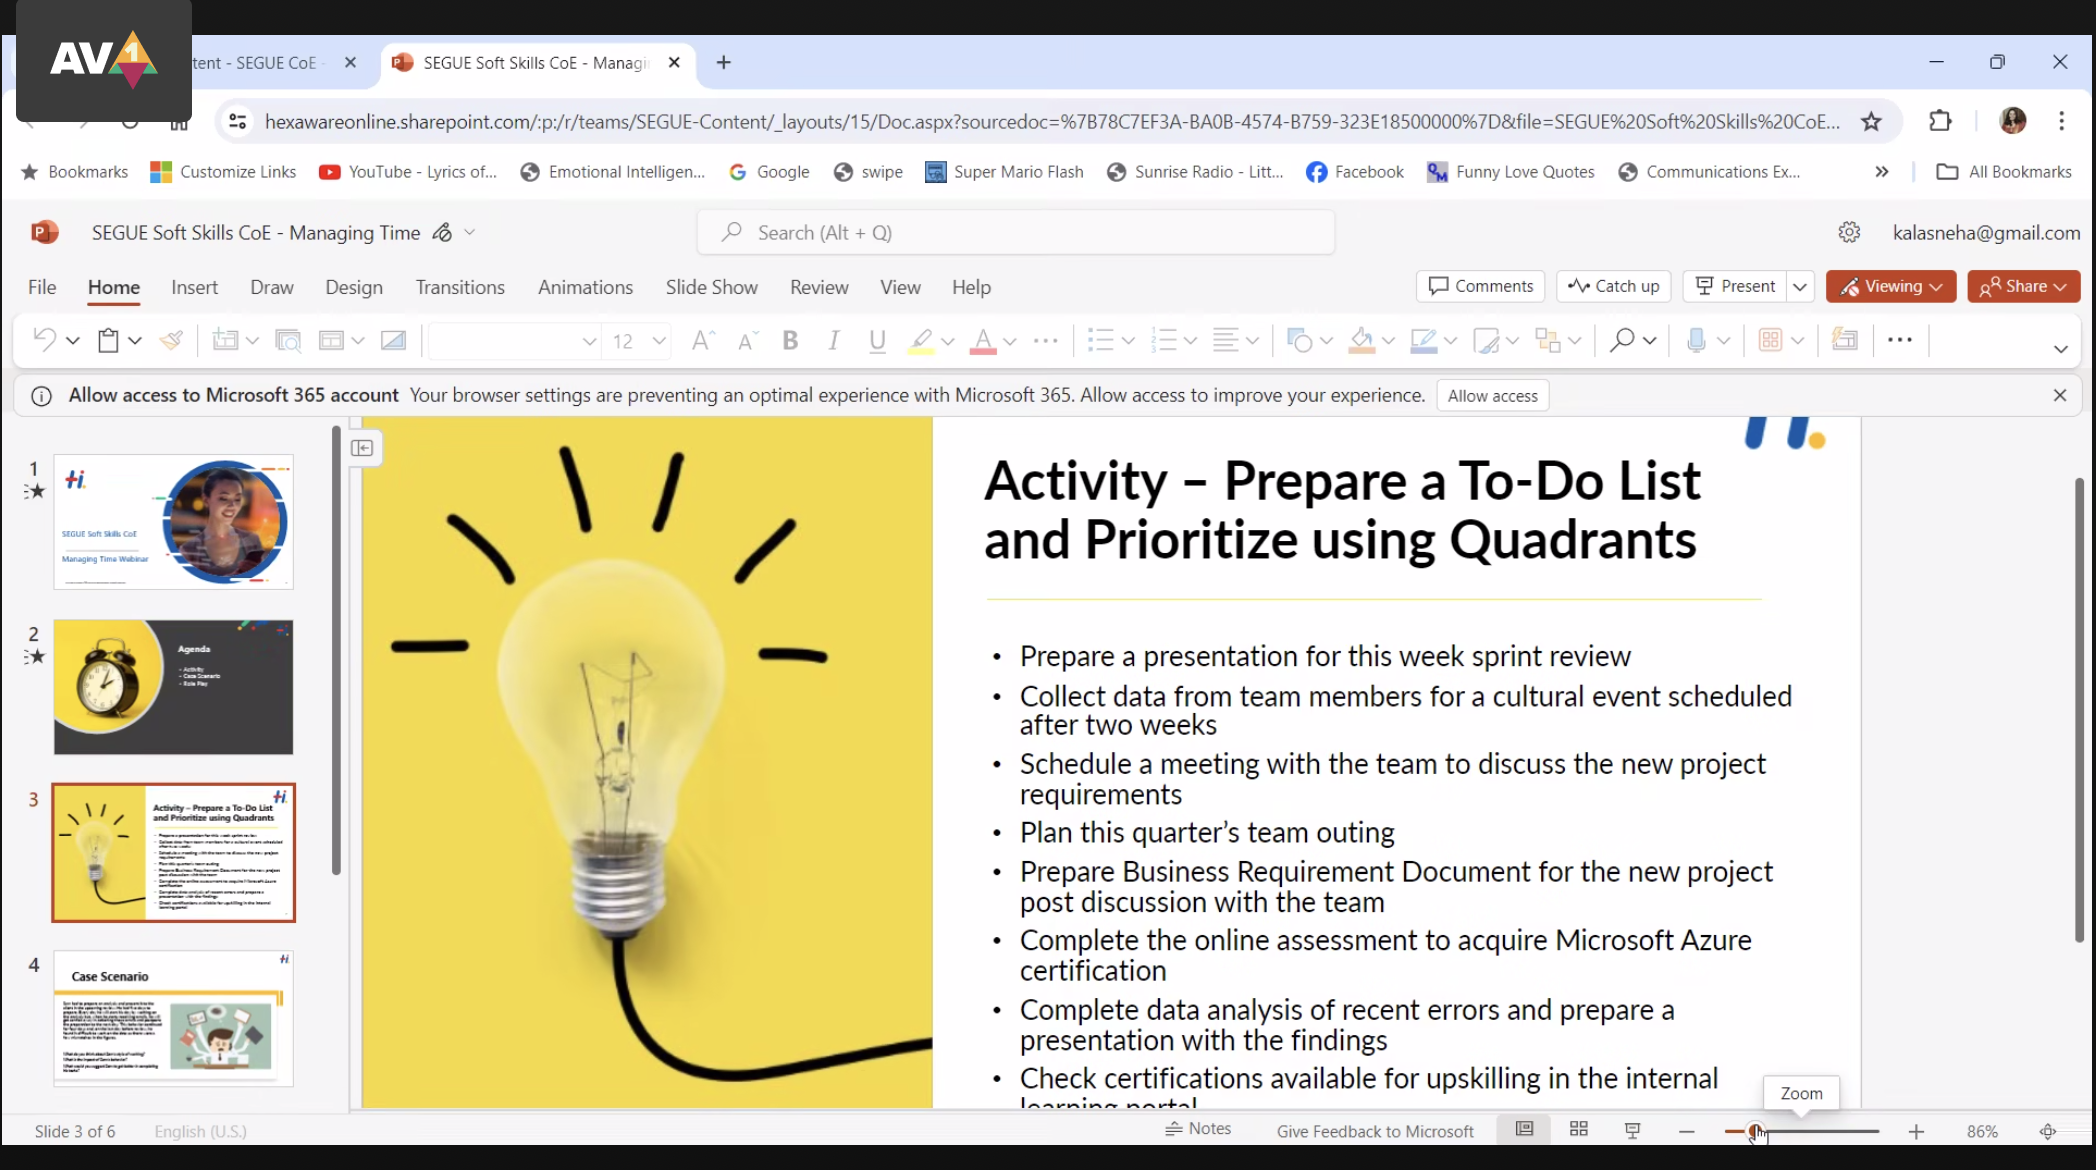 AV1
tent - SEGUE CoE -
SEGUE Soft Skills CoE - Managi
hexawareonline.sharepoint.com/:p:/r/teams/SEGUE-Content/_layouts/15/Doc.aspx?sourcedoc=%7B78C7EF3A-BA0B-4574-B759-323E18500000%7D&file=SEGUE%20Soft%20Skills%20CoE...
Bookmarks
Customize Links
YouTube - Lyrics of...
Emotional Intelligen...
Google
swipe
Super Mario Flash
Sunrise Radio - Litt...
Facebook
Funny Love Quotes
Communications Ex...
All Bookmarks
SEGUE Soft Skills CoE - Managing Time
Search (Alt + Q)
kalasneha@gmail.com
File Home Insert Draw Design Transitions Animations Slide Show Review View Help
Comments
Catch up
Present
Viewing
Share
12
Allow access to Microsoft 365 account Your browser settings are preventing an optimal experience with Microsoft 365. Allow access to improve your experience.
Allow access
1
SEGUE Soft Skills CoE
Managing Time Webinar
2
Agenda
• Activity
• Case Scenario
• Role Play
3
Activity – Prepare a To-Do List
and Prioritize using Quadrants
4
Case Scenario
Activity – Prepare a To-Do List
and Prioritize using Quadrants
• Prepare a presentation for this week sprint review
• Collect data from team members for a cultural event scheduled
after two weeks
• Schedule a meeting with the team to discuss the new project
requirements
• Plan this quarter’s team outing
• Prepare Business Requirement Document for the new project
post discussion with the team
• Complete the online assessment to acquire Microsoft Azure
certification
• Complete data analysis of recent errors and prepare a
presentation with the findings
• Check certifications available for upskilling in the internal
learning portal
Zoom
Slide 3 of 6
English (U.S.)
Notes
Give Feedback to Microsoft
86%